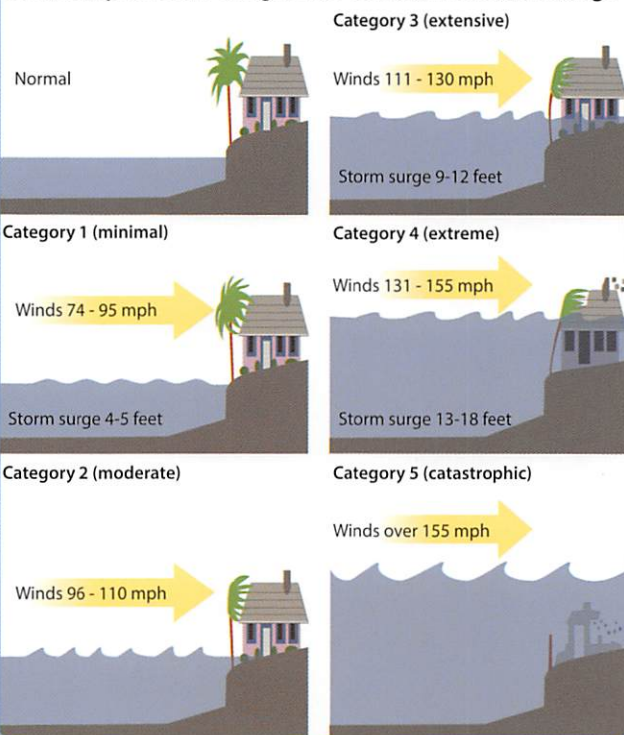 Normal
Category 1 (minimal)
Winds 74 - 95 mph
Storm surge 4-5 feet
Category 2 (moderate)
Winds 96 - 110 mph
Category 3 (extensive)
Winds 111 - 130 mph
Storm surge 9-12 feet
Category 4 (extreme)
Winds 131 - 155 mph
Storm surge 13-18 feet
Category 5 (catastrophic)
Winds over 155 mph